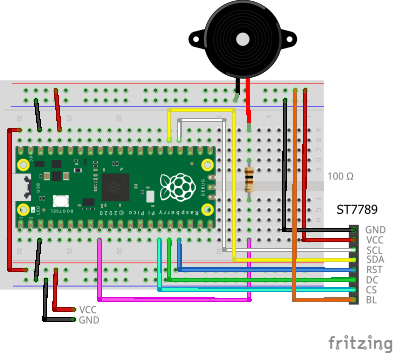 100 Ω
ST7789
GND
VCC
SCL
SDA
RST
DC
CS
BL
BOOTSEL
Raspberry Pi Pico ©2020
VCC
GND
fritzing